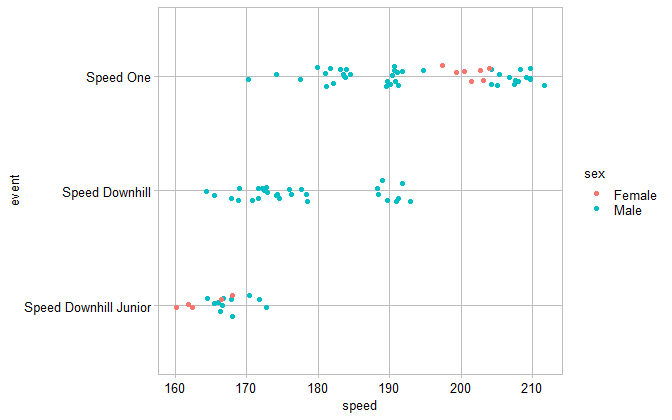 Speed One
Speed Downhill
Speed Downhill Junior
event
160 170 180 190 200 210
speed
sex
Female
Male